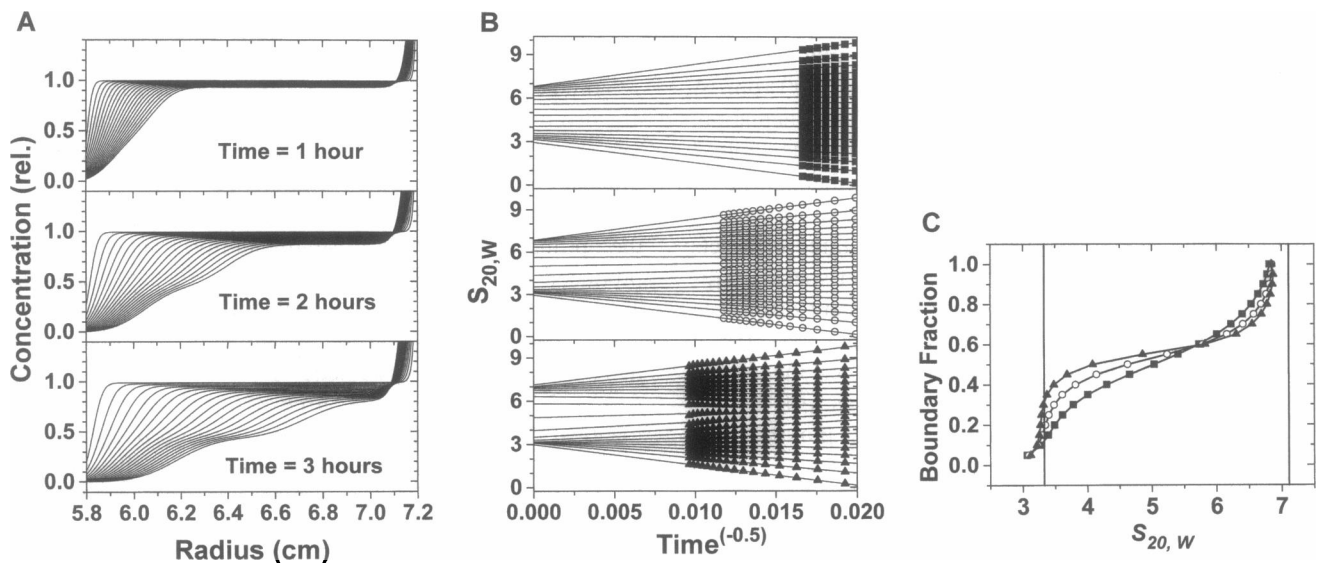 A
1.0
0.5
0.0
Time = 1 hour
1.0
0.5
0.0
Time = 2 hours
1.0
0.5
0.0
Time = 3 hours
5.8 6.0 6.2 6.4 6.6 6.8 7.0 7.2
Radius (cm)
Concentration (rel.)
B
9
6
3
0
9
6
3
0
9
6
3
0
0.000 0.005 0.010 0.015 0.020
Time(-0.5)
S20,W
C
1.0
0.8
0.6
0.4
0.2
0.0
3 4 5 6 7
S20, W
Boundary Fraction